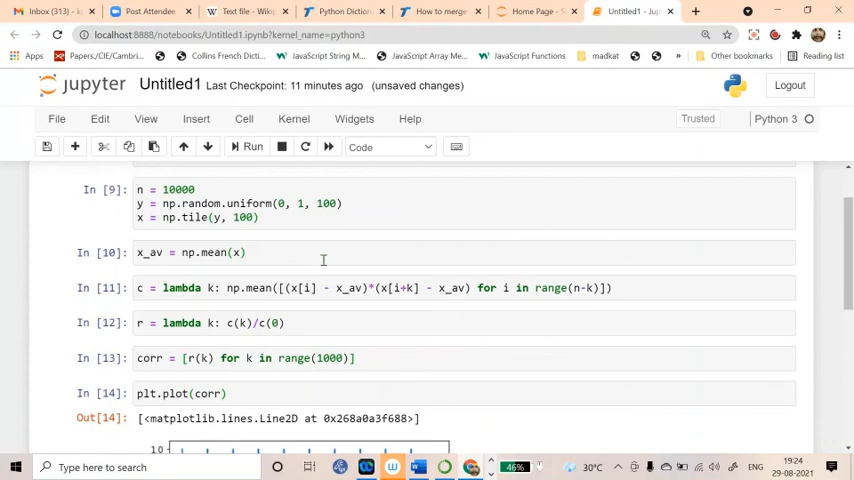 Inbox (313) - k
Post Attendee
Text file - Wikip
Python Diction
How to merge
Home Page - S
Untitled1 - Jup
localhost:8888/notebooks/Untitled1.ipynb?kernel_name=python3
Apps
Papers./CIE/Cambri...
Collins French Dicti...
JavaScript String M...
JavaScript Array Me...
JavaScript Functions
madkat
Other bookmarks
jupyter Untitled1 Last Checkpoint: 11 minutes ago (unsaved changes)
Logout
File Edit View Insert Cell Kernel Widgets Help
Trusted
Python 3
Run
Code
In [9]: n = 10000
y = np.random.uniform(0, 1, 100)
x = np.tile(y, 100)
In [10]: x_av = np.mean(x)
In [11]: c = lambda k: np.mean([(x[i] - x_av)*(x[i+k] - x_av) for i in range(n-k)])
In [12]: r = lambda k: c(k)/c(0)
In [13]: corr = [r(k) for k in range(1000)]
In [14]: plt.plot(corr)
Out[14]: [<matplotlib.lines.Line2D at 0x268a0a3f688>]
1.0
Type here to search
46%
30°C
ENG
19:24
29-08-2021